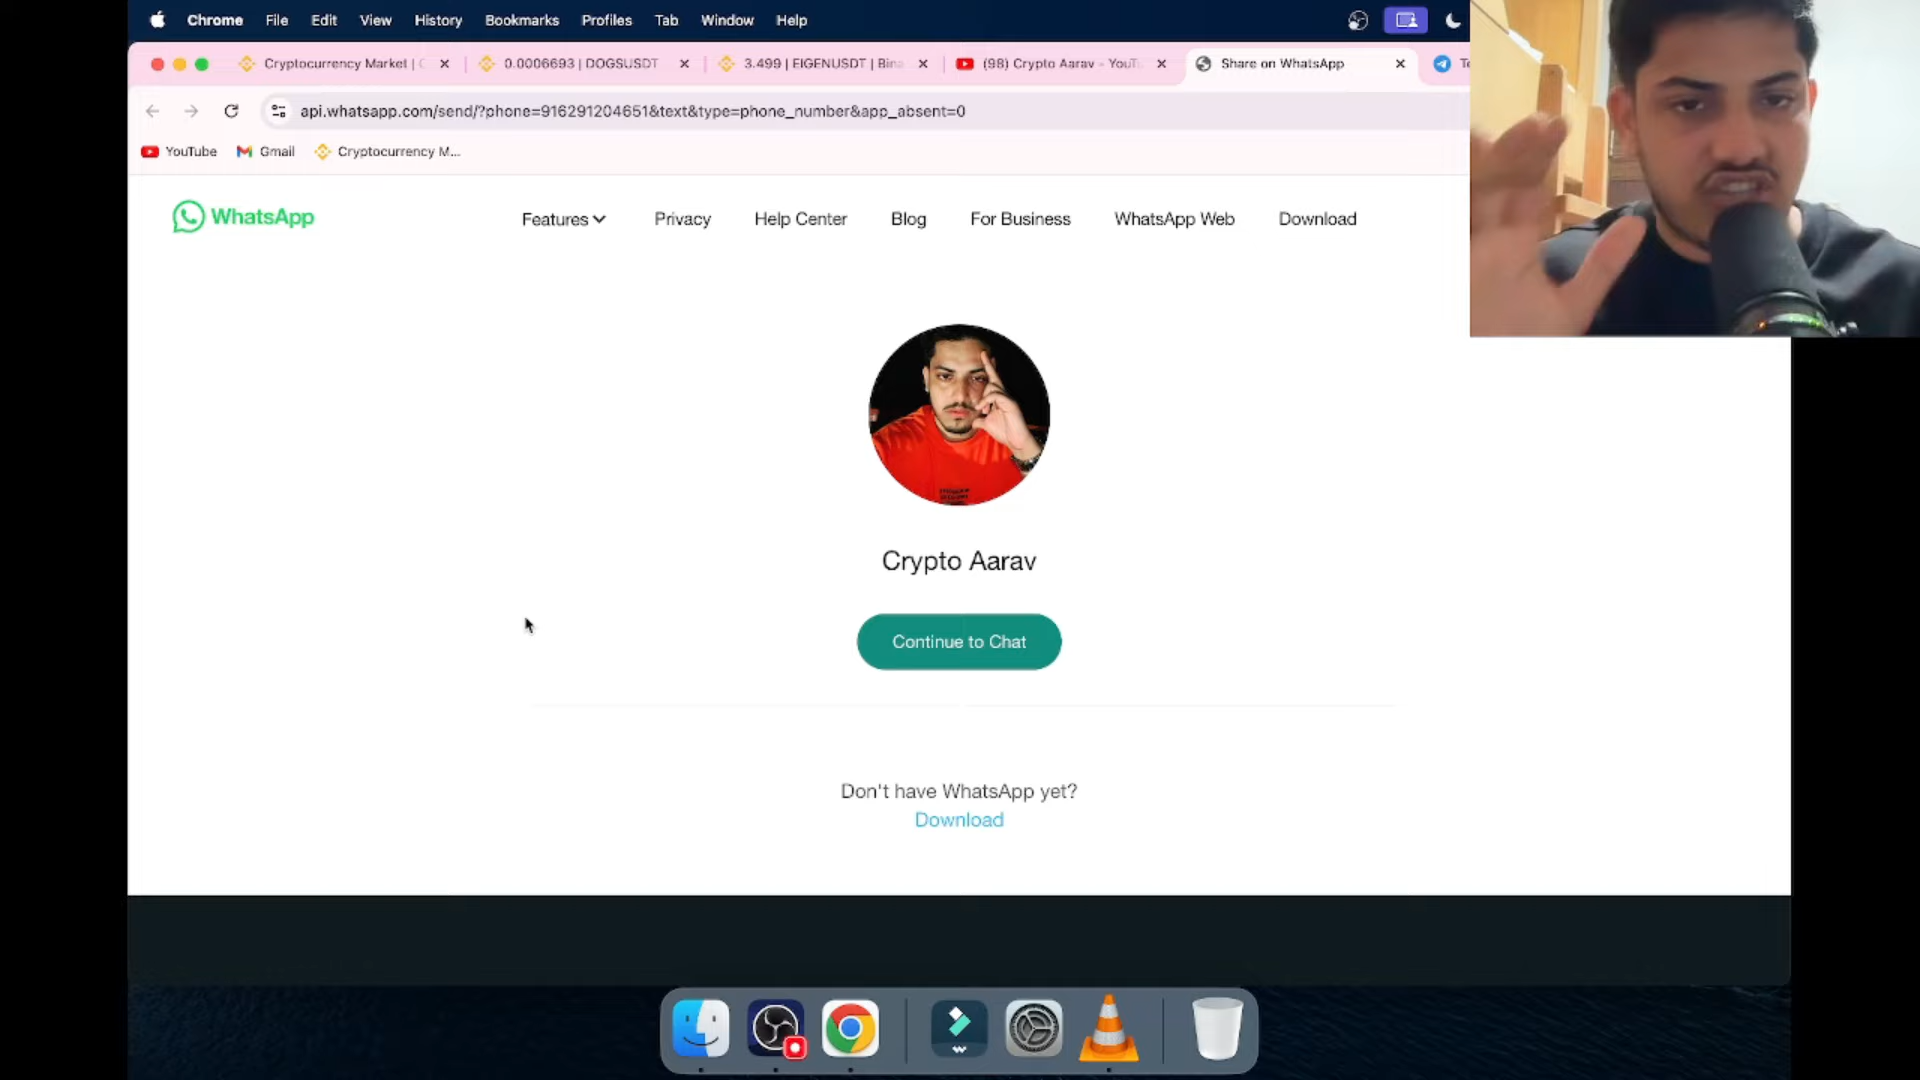 Chrome File Edit View History Bookmarks Profiles Tab Window Help
Cryptocurrency Market | 0.0006693 | DOGSUSDT 3.499 | EIGENUSDT | Bina (98) Crypto Aarav - YouT Share on WhatsApp
api.whatsapp.com/send/?phone=916291204651&text&type=phone_number&app_absent=0
YouTube Gmail Cryptocurrency M...
WhatsApp Features Privacy Help Center Blog For Business WhatsApp Web Download
Crypto Aarav
Continue to Chat
Don't have WhatsApp yet?
Download